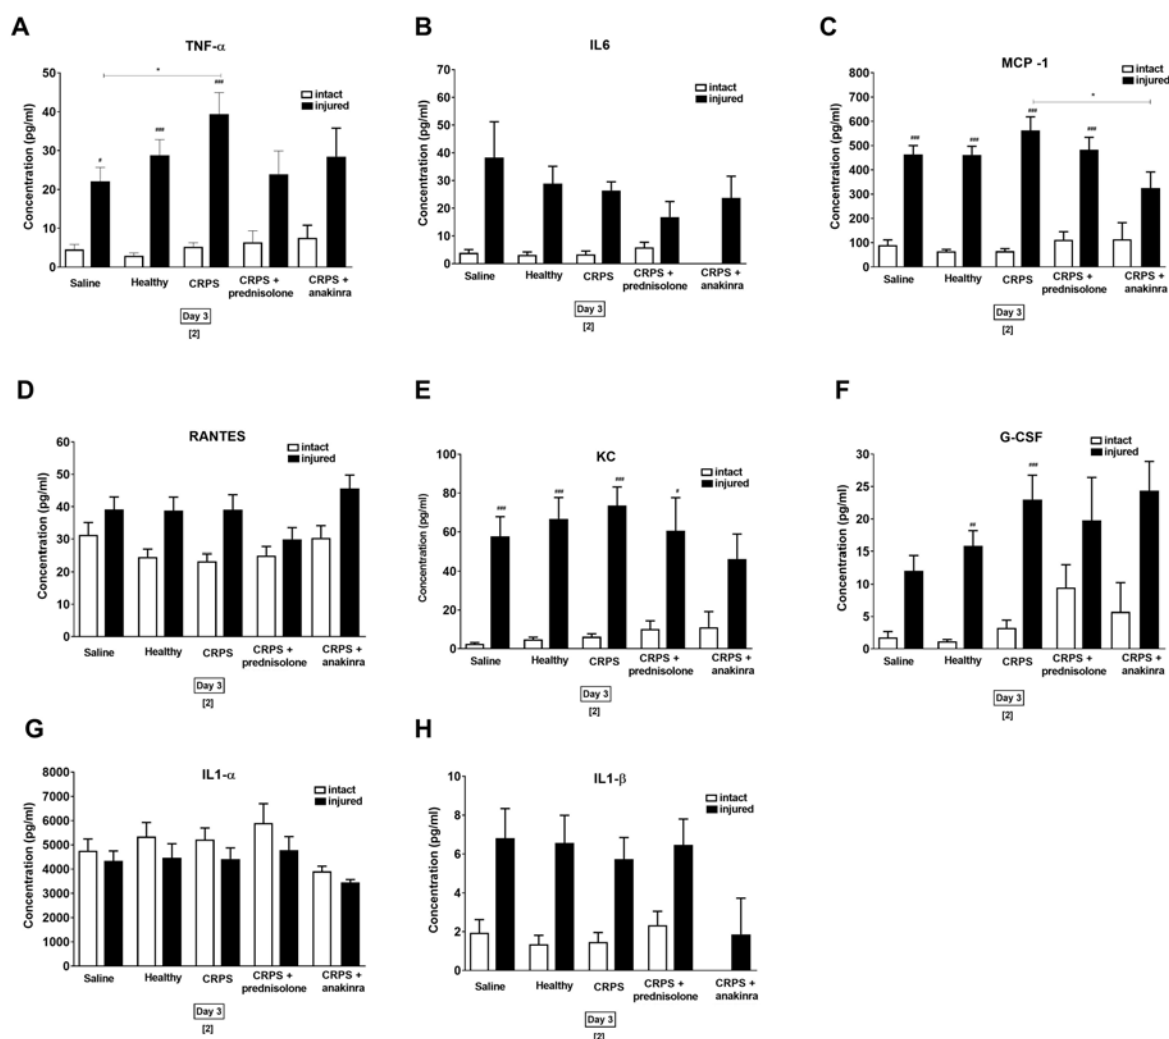 A
TNF-α
50
40
30
20
10
0
Concentration (pg/ml)
*
#
###
###
intact
injured
Saline
Healthy
CRPS
CRPS + prednisolone
CRPS + anakinra
Day 3
[2]
B
IL6
70
60
50
40
30
20
10
0
Concentration (pg/ml)
intact
injured
Saline
Healthy
CRPS
CRPS + prednisolone
CRPS + anakinra
Day 3
[2]
C
MCP -1
800
700
600
500
400
300
200
100
0
Concentration (pg/ml)
*
###
###
###
###
intact
injured
Saline
Healthy
CRPS
CRPS + prednisolone
CRPS + anakinra
Day 3
[2]
D
RANTES
60
50
40
30
20
10
0
Concentration (pg/ml)
intact
injured
Saline
Healthy
CRPS
CRPS + prednisolone
CRPS + anakinra
Day 3
[2]
E
KC
100
80
60
40
20
0
Concentration (pg/ml)
###
###
###
#
intact
injured
Saline
Healthy
CRPS
CRPS + prednisolone
CRPS + anakinra
Day 3
[2]
F
G-CSF
30
25
20
15
10
5
0
Concentration (pg/ml)
##
###
intact
injured
Saline
Healthy
CRPS
CRPS + prednisolone
CRPS + anakinra
Day 3
[2]
G
IL1-α
8000
7000
6000
5000
4000
3000
2000
1000
0
Concentration (pg/ml)
intact
injured
Saline
Healthy
CRPS
CRPS + prednisolone
CRPS + anakinra
Day 3
[2]
H
IL1-β
10
8
6
4
2
0
Concentration (pg/ml)
intact
injured
Saline
Healthy
CRPS
CRPS + prednisolone
CRPS + anakinra
Day 3
[2]